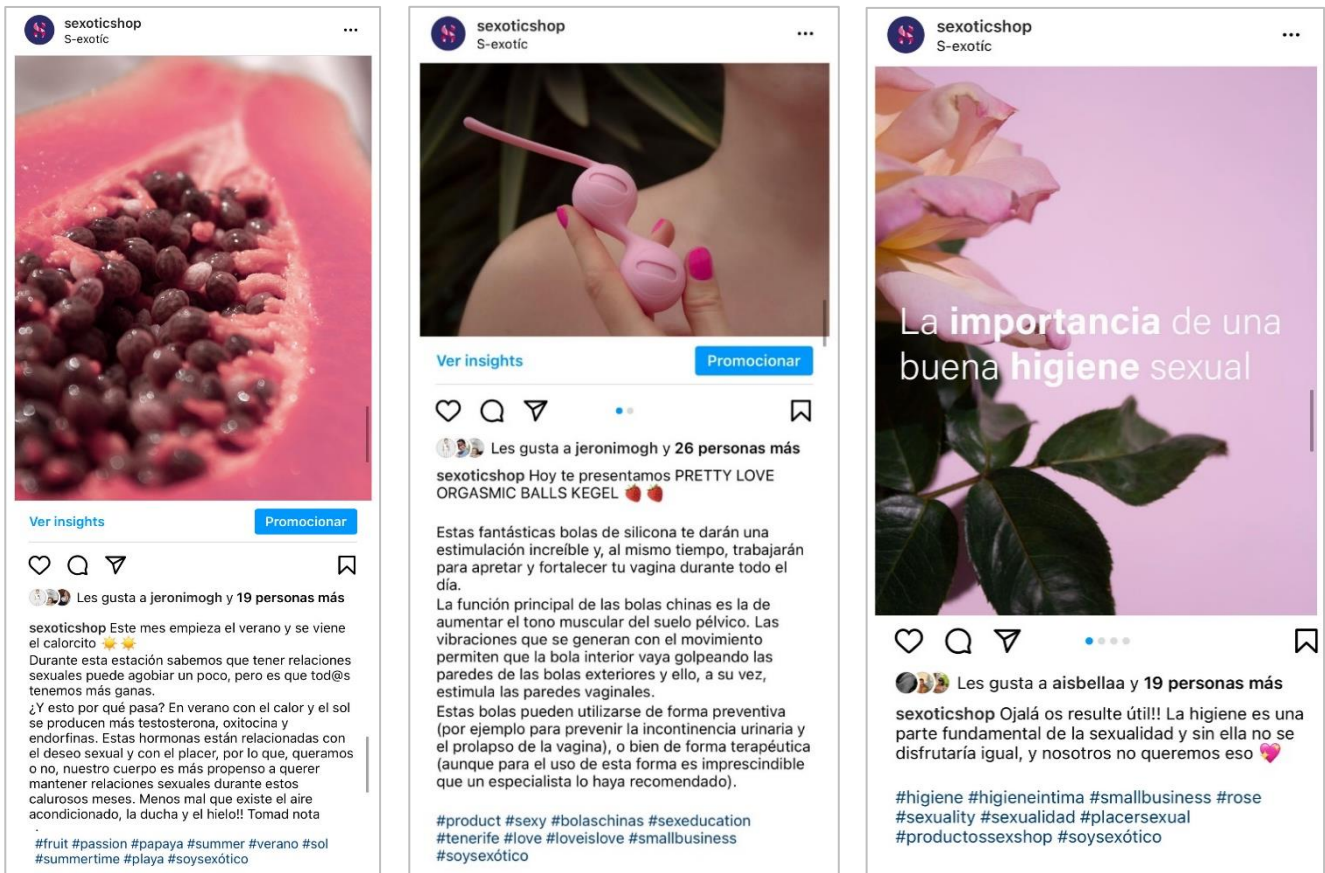 sexoticshop
S-exotíc
Ver insights
Promocionar
Les gusta a jeronimogh y 19 personas más
sexoticshop Este mes empieza el verano y se viene
el calorcito ☀️ ☀️
Durante esta estación sabemos que tener relaciones
sexuales puede agobiar un poco, pero es que tod@s
tenemos más ganas.
¿Y esto por qué pasa? En verano con el calor y el sol
se producen más testosterona, oxitocina y
endorfinas. Estas hormonas están relacionadas con
el deseo sexual y con el placer, por lo que, queramos
o no, nuestro cuerpo es más propenso a querer
mantener relaciones sexuales durante estos
calurosos meses. Menos mal que existe el aire
acondicionado, la ducha y el hielo!! Tomad nota
.
#fruit #passion #papaya #summer #verano #sol
#summertime #playa #soysexótico
sexoticshop
S-exotíc
Ver insights
Promocionar
Les gusta a jeronimogh y 26 personas más
sexoticshop Hoy te presentamos PRETTY LOVE
ORGASMIC BALLS KEGEL 🍓 🍓
Estas fantásticas bolas de silicona te darán una
estimulación increíble y, al mismo tiempo, trabajarán
para apretar y fortalecer tu vagina durante todo el
día.
La función principal de las bolas chinas es la de
aumentar el tono muscular del suelo pélvico. Las
vibraciones que se generan con el movimiento
permiten que la bola interior vaya golpeando las
paredes de las bolas exteriores y ello, a su vez,
estimula las paredes vaginales.
Estas bolas pueden utilizarse de forma preventiva
(por ejemplo para prevenir la incontinencia urinaria y
el prolapso de la vagina), o bien de forma terapéutica
(aunque para el uso de esta forma es imprescindible
que un especialista lo haya recomendado).
#product #sexy #bolaschinas #sexeducation
#tenerife #love #loveislove #smallbusiness
#soysexótico
sexoticshop
S-exotíc
La importancia de una
buena higiene sexual
Les gusta a aisbellaa y 19 personas más
sexoticshop Ojalá os resulte útil!! La higiene es una
parte fundamental de la sexualidad y sin ella no se
disfrutaría igual, y nosotros no queremos eso 💖
#higiene #higieneintima #smallbusiness #rose
#sexuality #sexualidad #placersexual
#productossexshop #soysexótico